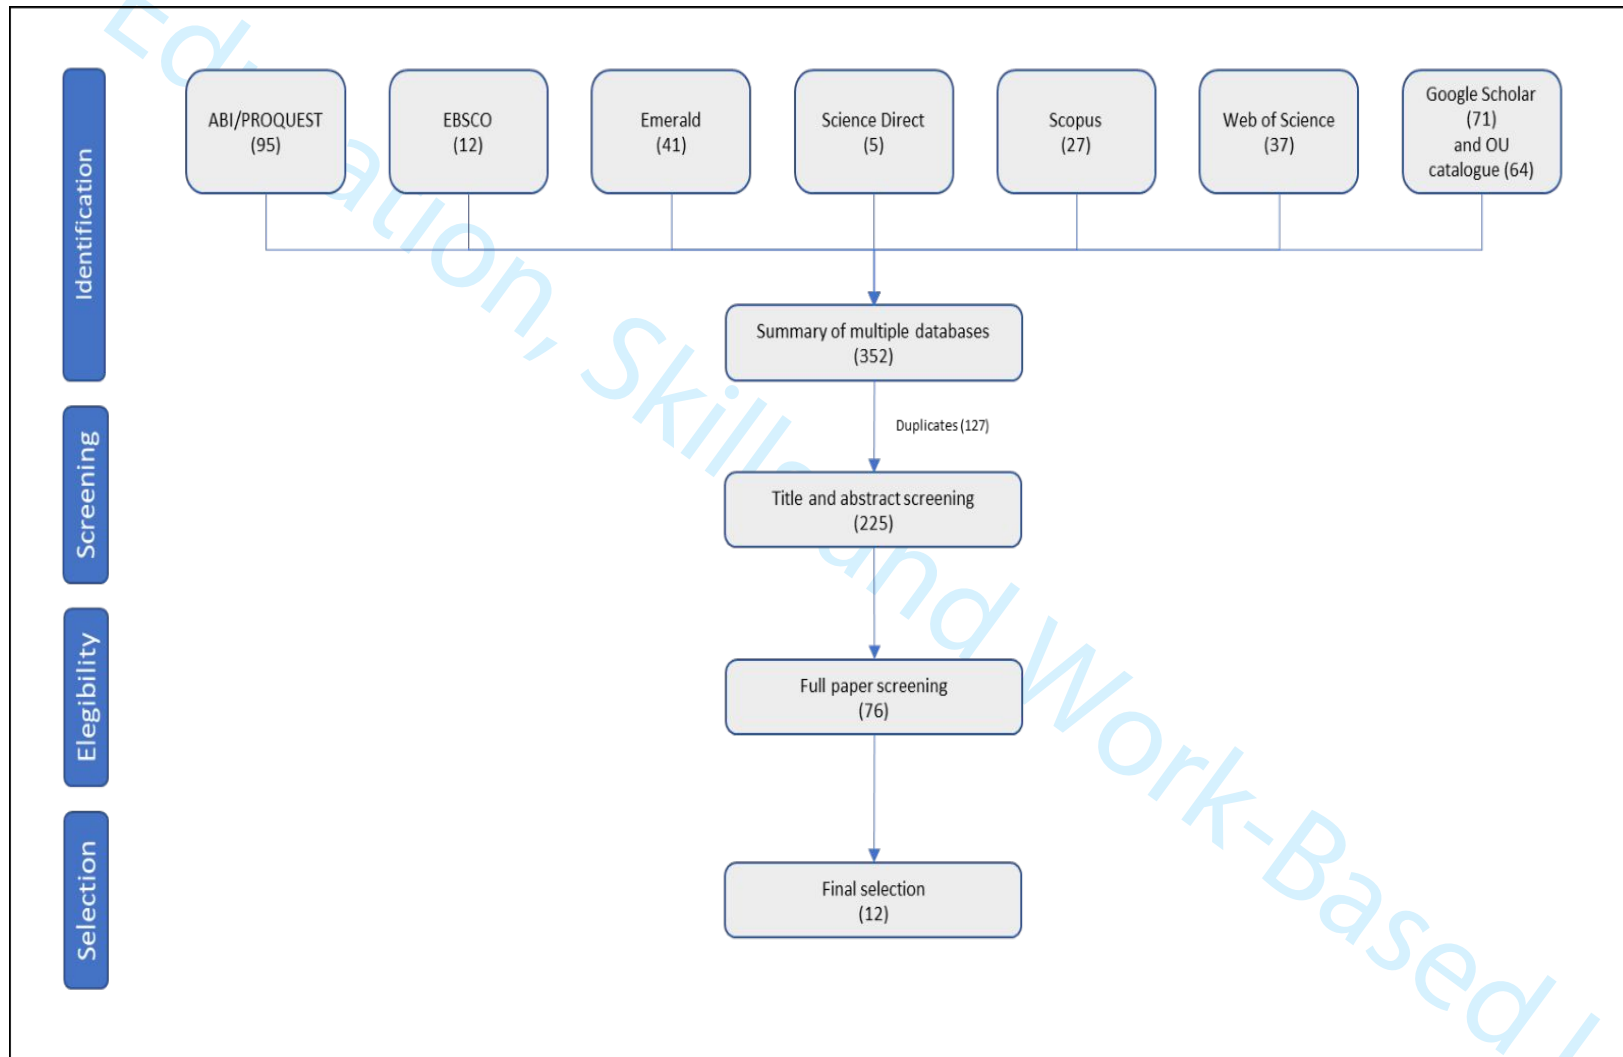 Identification
ABI/PROQUEST
(95)
EBSCO
(12)
Emerald
(41)
Science Direct
(5)
Scopus
(27)
Web of Science
(37)
Google Scholar
(71)
and OU
catalogue (64)
Summary of multiple databases
(352)
Duplicates (127)
Screening
Title and abstract screening
(225)
Elegibility
Full paper screening
(76)
Selection
Final selection
(12)
Education, Skills and Work-Based